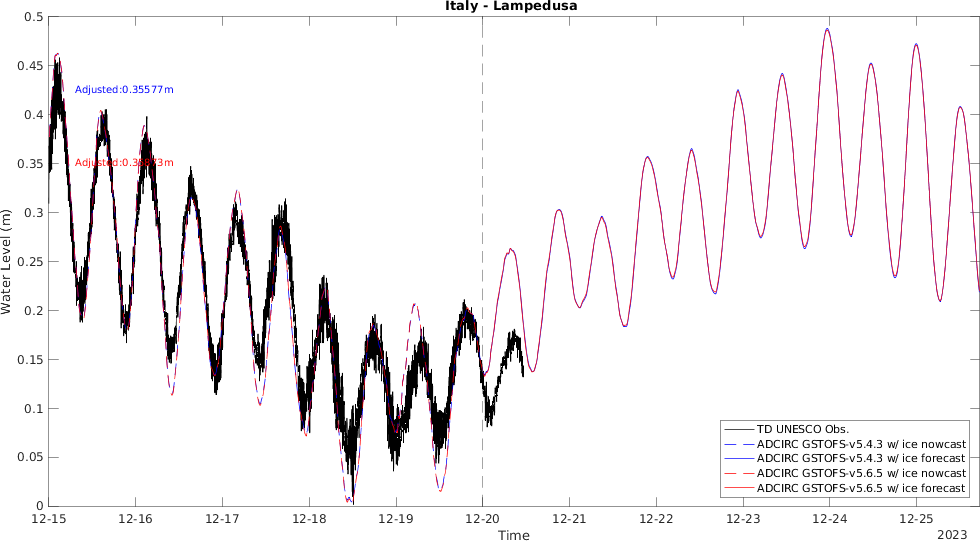 Italy - Lampedusa
0.5
0.45
0.4
0.35
0.3
0.25
0.2
0.15
0.1
0.05
0
Water Level (m)
Adjusted:0.35577m
12-15 12-16 12-17 12-18 12-19 12-20 12-21 12-22 12-23 12-24 12-25
Time
2023
TD UNESCO Obs.
ADCIRC GSTOFS-v5.4.3 w/ ice nowcast
ADCIRC GSTOFS-v5.4.3 w/ ice forecast
ADCIRC GSTOFS-v5.6.5 w/ ice nowcast
ADCIRC GSTOFS-v5.6.5 w/ ice forecast